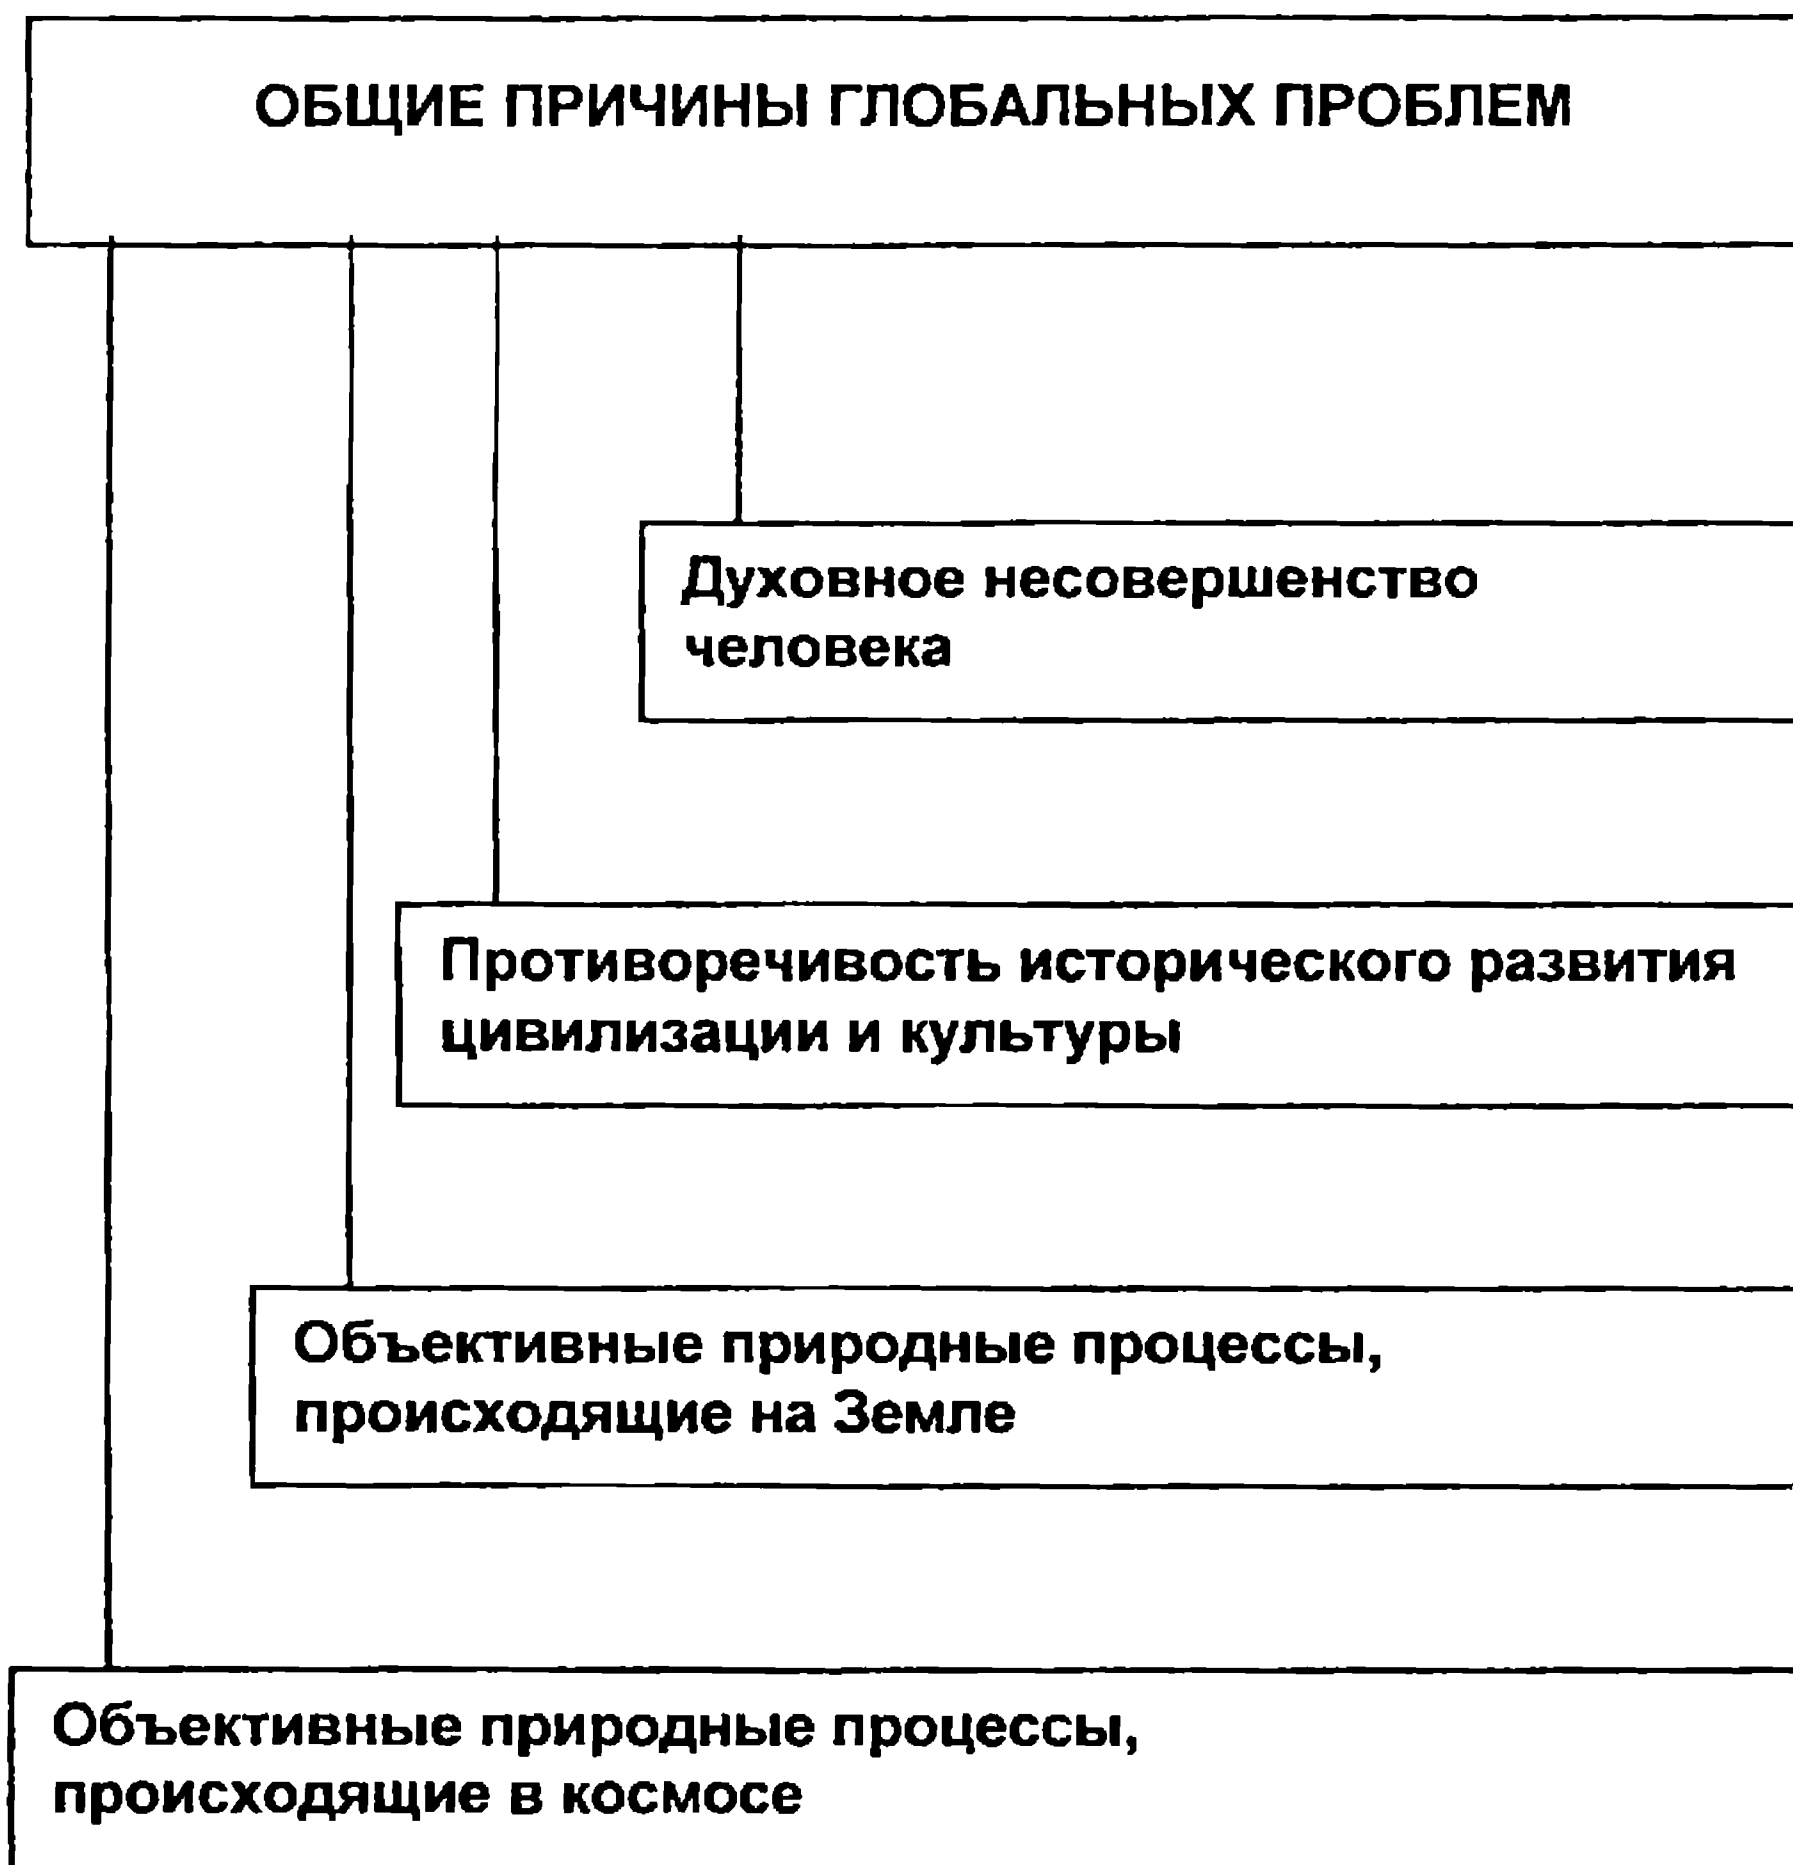 ОБЩИЕ ПРИЧИНЫ ГЛОБАЛЬНЫХ ПРОБЛЕМ
Духовное несовершенство
человека
Противоречивость исторического развития
цивилизации и культуры
Объективные природные процессы,
происходящие на Земле
Объективные природные процессы,
происходящие в космосе